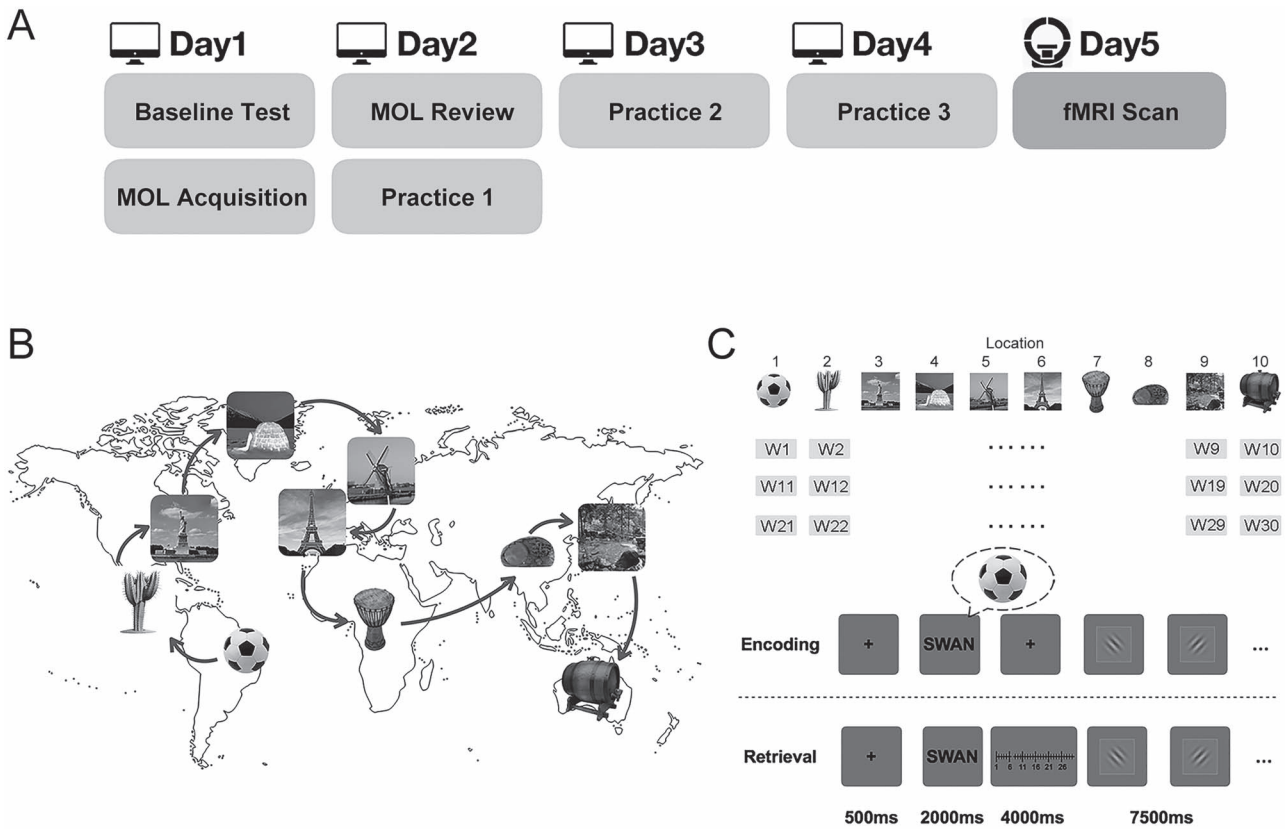 A
Day1 Day2 Day3 Day4 Day5
Baseline Test MOL Review Practice 2 Practice 3 fMRI Scan
MOL Acquisition Practice 1
B
C
Location
1 2 3 4 5 6 7 8 9 10
W1 W2 ...... W9 W10
W11 W12 ...... W19 W20
W21 W22 ...... W29 W30
Encoding + SWAN + ...
Retrieval + SWAN 1 6 11 16 21 26 ...
500ms 2000ms 4000ms 7500ms